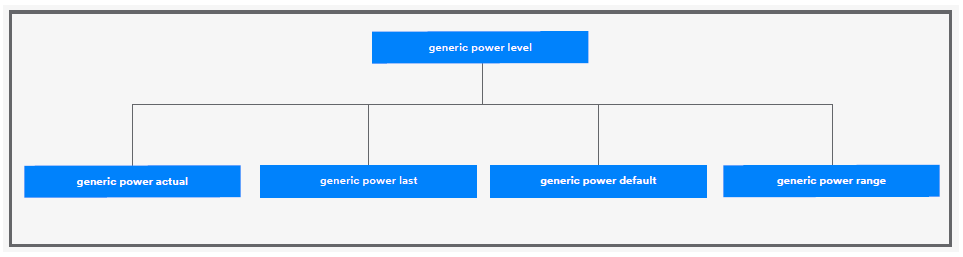 generic power level
generic power actual
generic power last
generic power default
generic power range